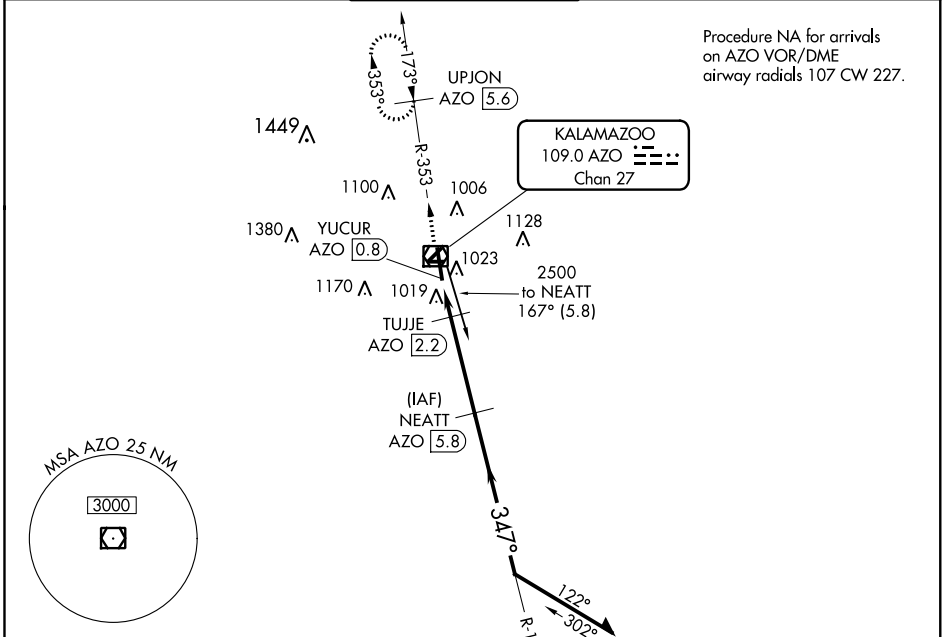 Procedure NA for arrivals
on AZO VOR/DME
airway radials 107 CW 227.
173°
353°
UPJON
AZO 5.6
R-353
1449
KALAMAZOO
109.0 AZO
Chan 27
1100
1006
1128
1380
YUCUR
AZO 0.8
1023
1170
1019
2500
to NEATT
167° (5.8)
TUJJE
AZO 2.2
(IAF)
NEATT
AZO 5.8
MSA AZO 25 NM
3000
347°
122°
302°